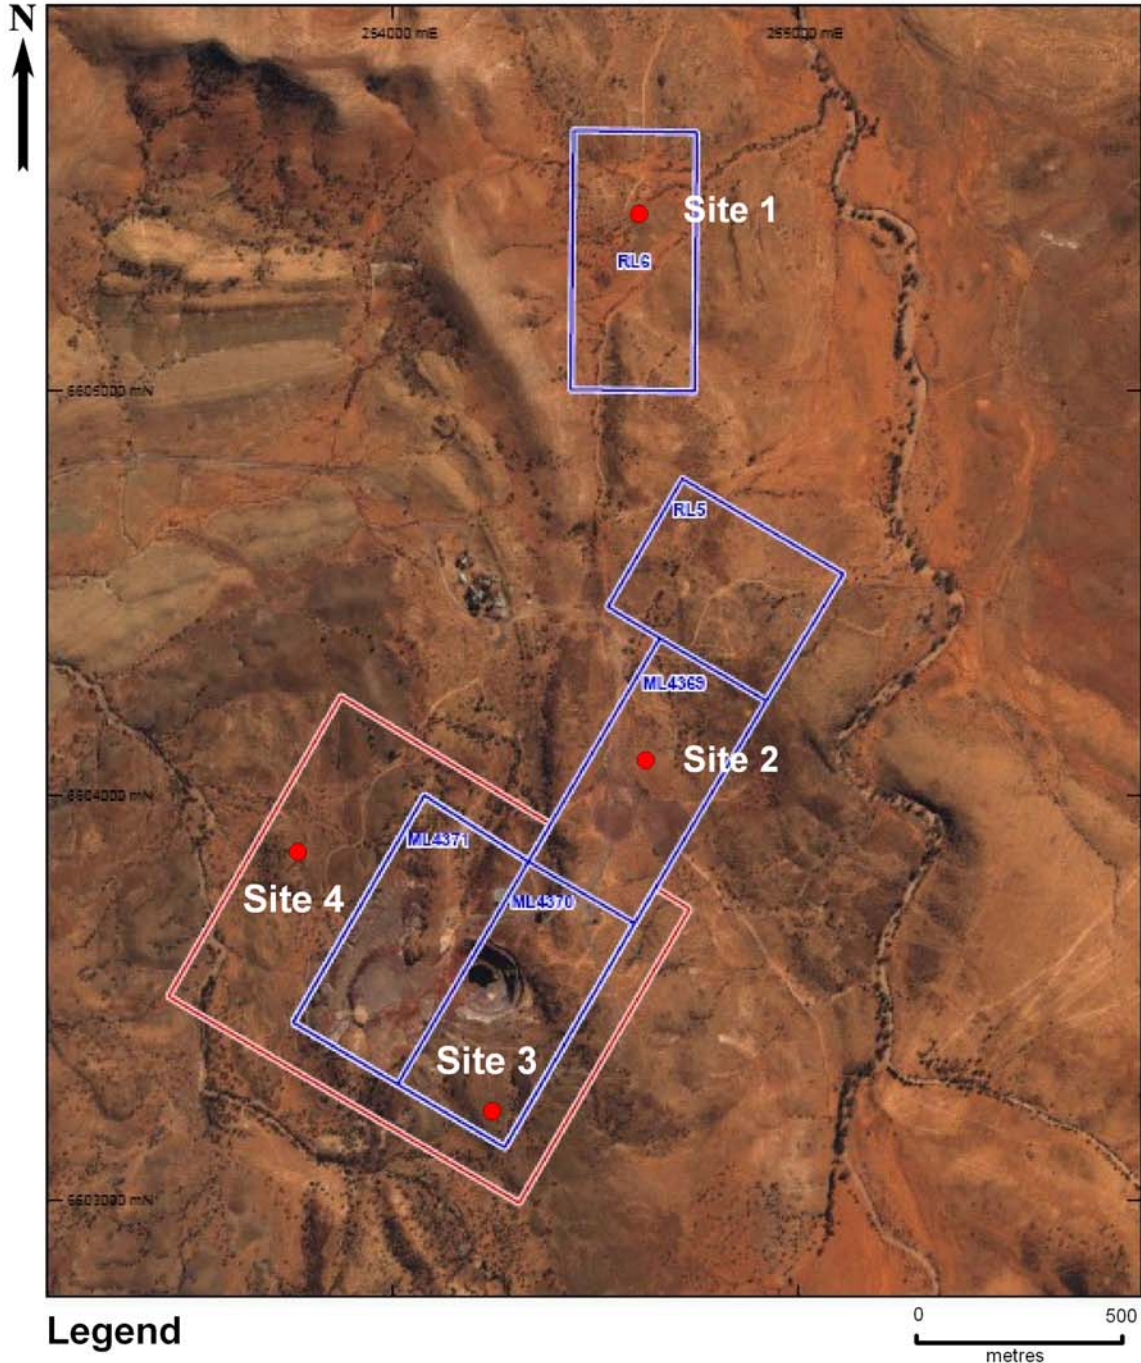 N
264000 mE
265000 mE
Site 1
RL6
6605000 mN
RL5
ML4369
Site 2
6604000 mN
ML4371
Site 4
ML4370
Site 3
6603000 mN
Legend
0 500
metres